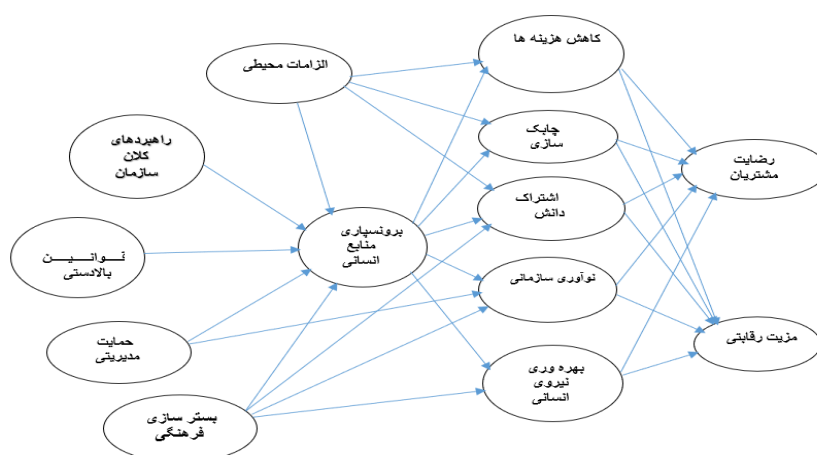 کاهش هزینه ها
الزامات محیطی
چابک
سازی
راهبردهای
کلان
سازمان
رضایت
مشتریان
اشتراک
دانش
برونسپاری
منابع
انسانی
قوانین
بالادستی
نوآوری سازمانی
حمایت
مدیریتی
مزیت رقابتی
بهره وری
نیروی
انسانی
بستر سازی
فرهنگی